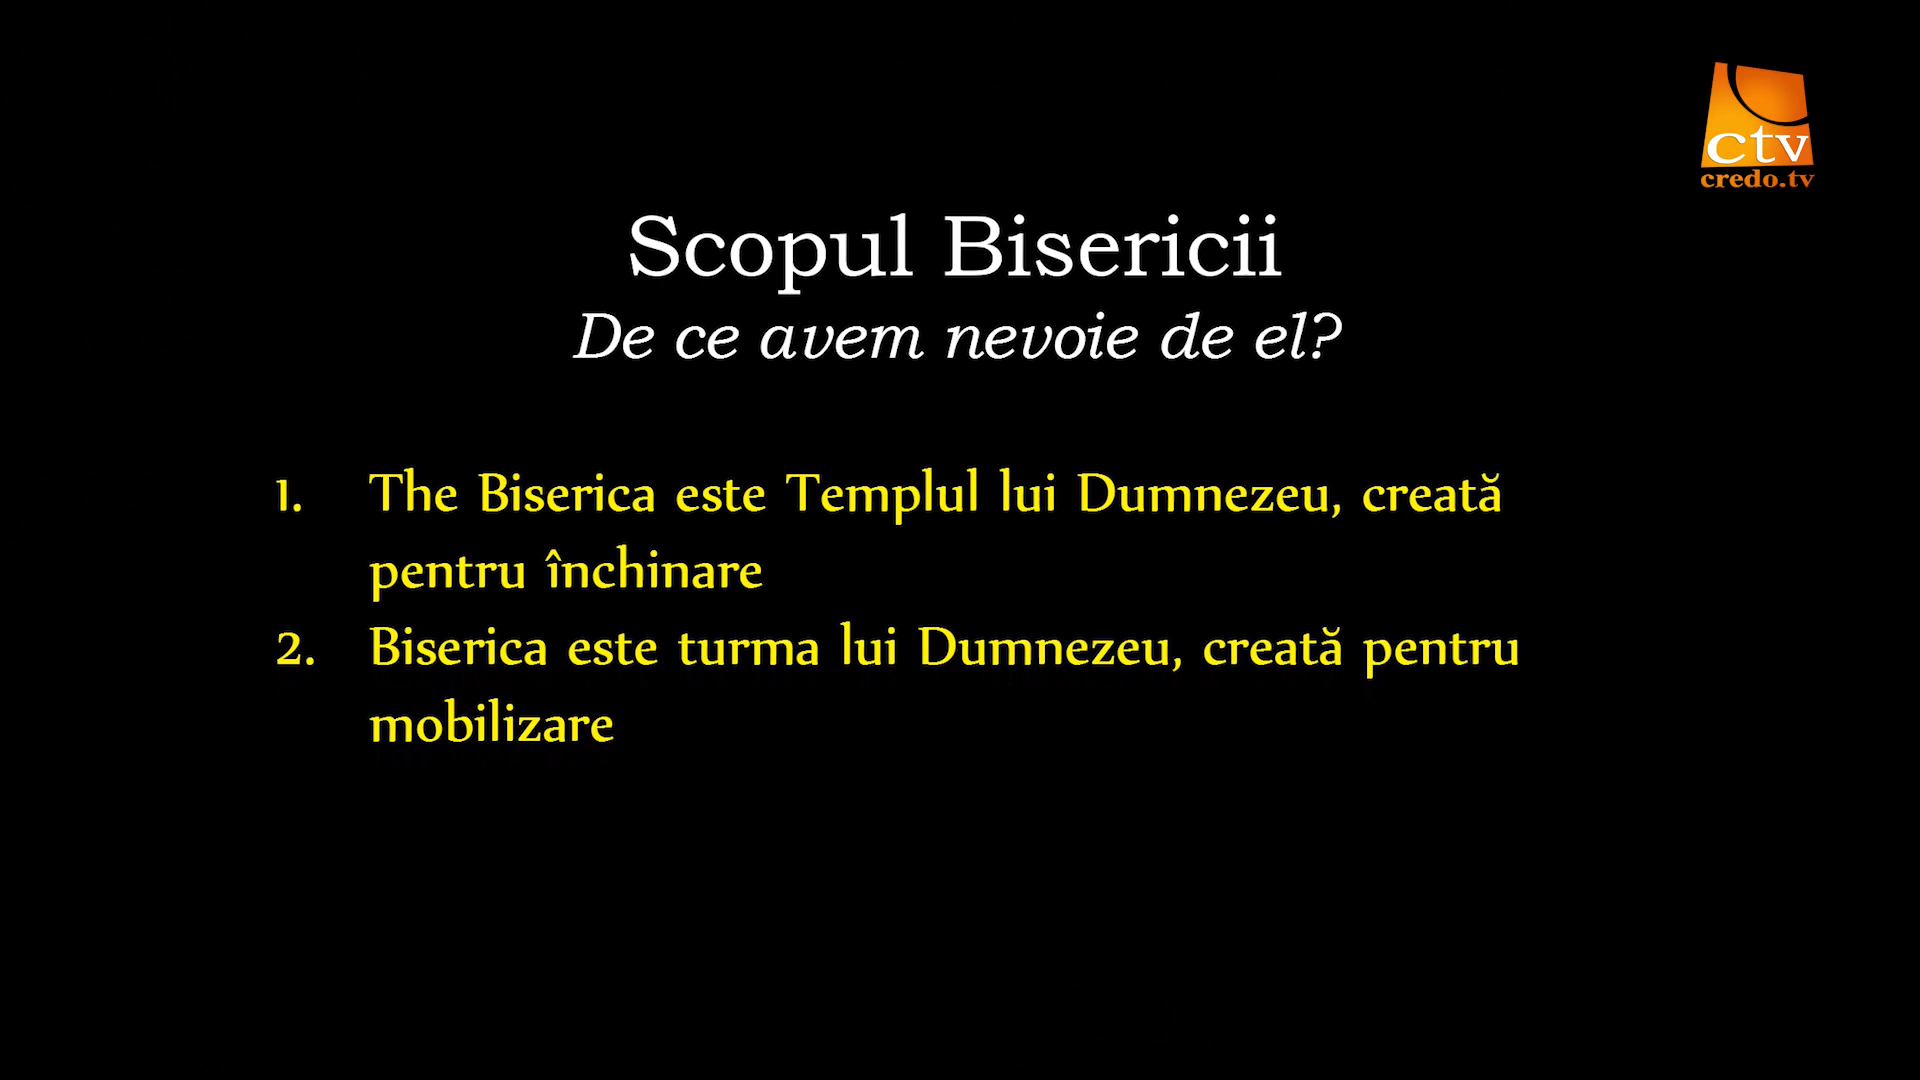 ctv
credo.tv
Scopul Bisericii
De ce avem nevoie de el?
1. The Biserica este Templul lui Dumnezeu, creată
pentru închinare
2. Biserica este turma lui Dumnezeu, creată pentru
mobilizare